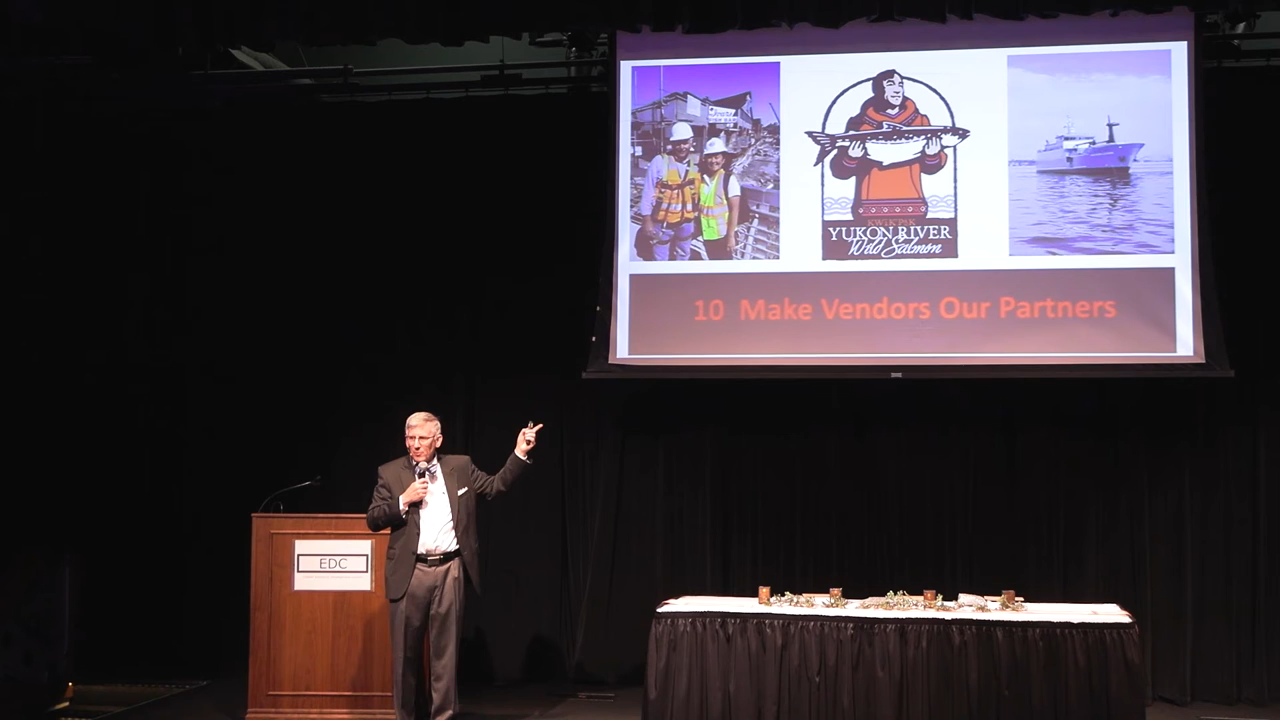 KWIK'PAK
YUKON RIVER
Wild Salmon
10 Make Vendors Our Partners
EDC